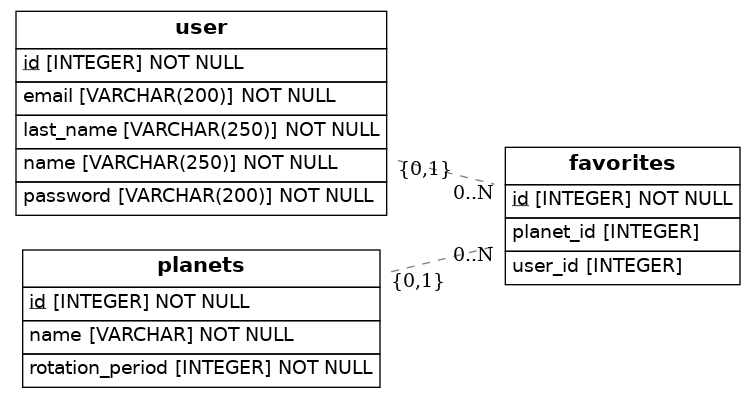 user
id [INTEGER] NOT NULL
email [VARCHAR(200)] NOT NULL
last_name [VARCHAR(250)] NOT NULL
name [VARCHAR(250)] NOT NULL
password [VARCHAR(200)] NOT NULL
{0,1}
0..N
favorites
id [INTEGER] NOT NULL
planet_id [INTEGER]
user_id [INTEGER]
0..N
{0,1}
planets
id [INTEGER] NOT NULL
name [VARCHAR] NOT NULL
rotation_period [INTEGER] NOT NULL